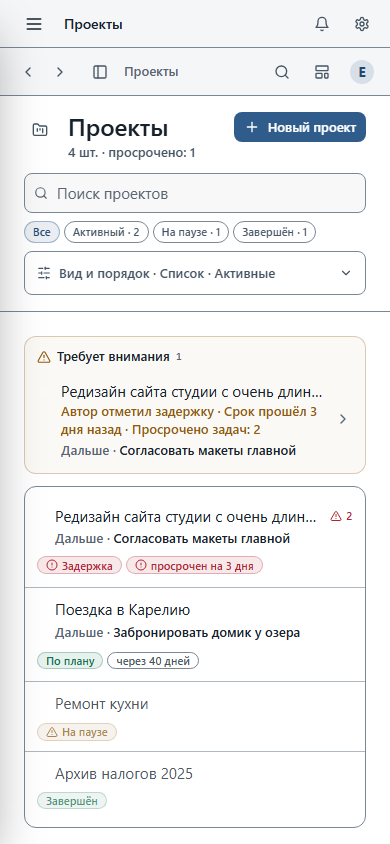 Проекты
Проекты
E
Проекты
Новый проект
4 шт. · просрочено: 1
Поиск проектов
Все
Активный · 2
На паузе · 1
Завершён · 1
Вид и порядок · Список · Активные
Требует внимания 1
Редизайн сайта студии с очень длин...
Автор отметил задержку · Срок прошёл 3
дня назад · Просрочено задач: 2
Дальше · Согласовать макеты главной
Редизайн сайта студии с очень длин...
2
Дальше · Согласовать макеты главной
Задержка
просрочен на 3 дня
Поездка в Карелию
Дальше · Забронировать домик у озера
По плану
через 40 дней
Ремонт кухни
На паузе
Архив налогов 2025
Завершён